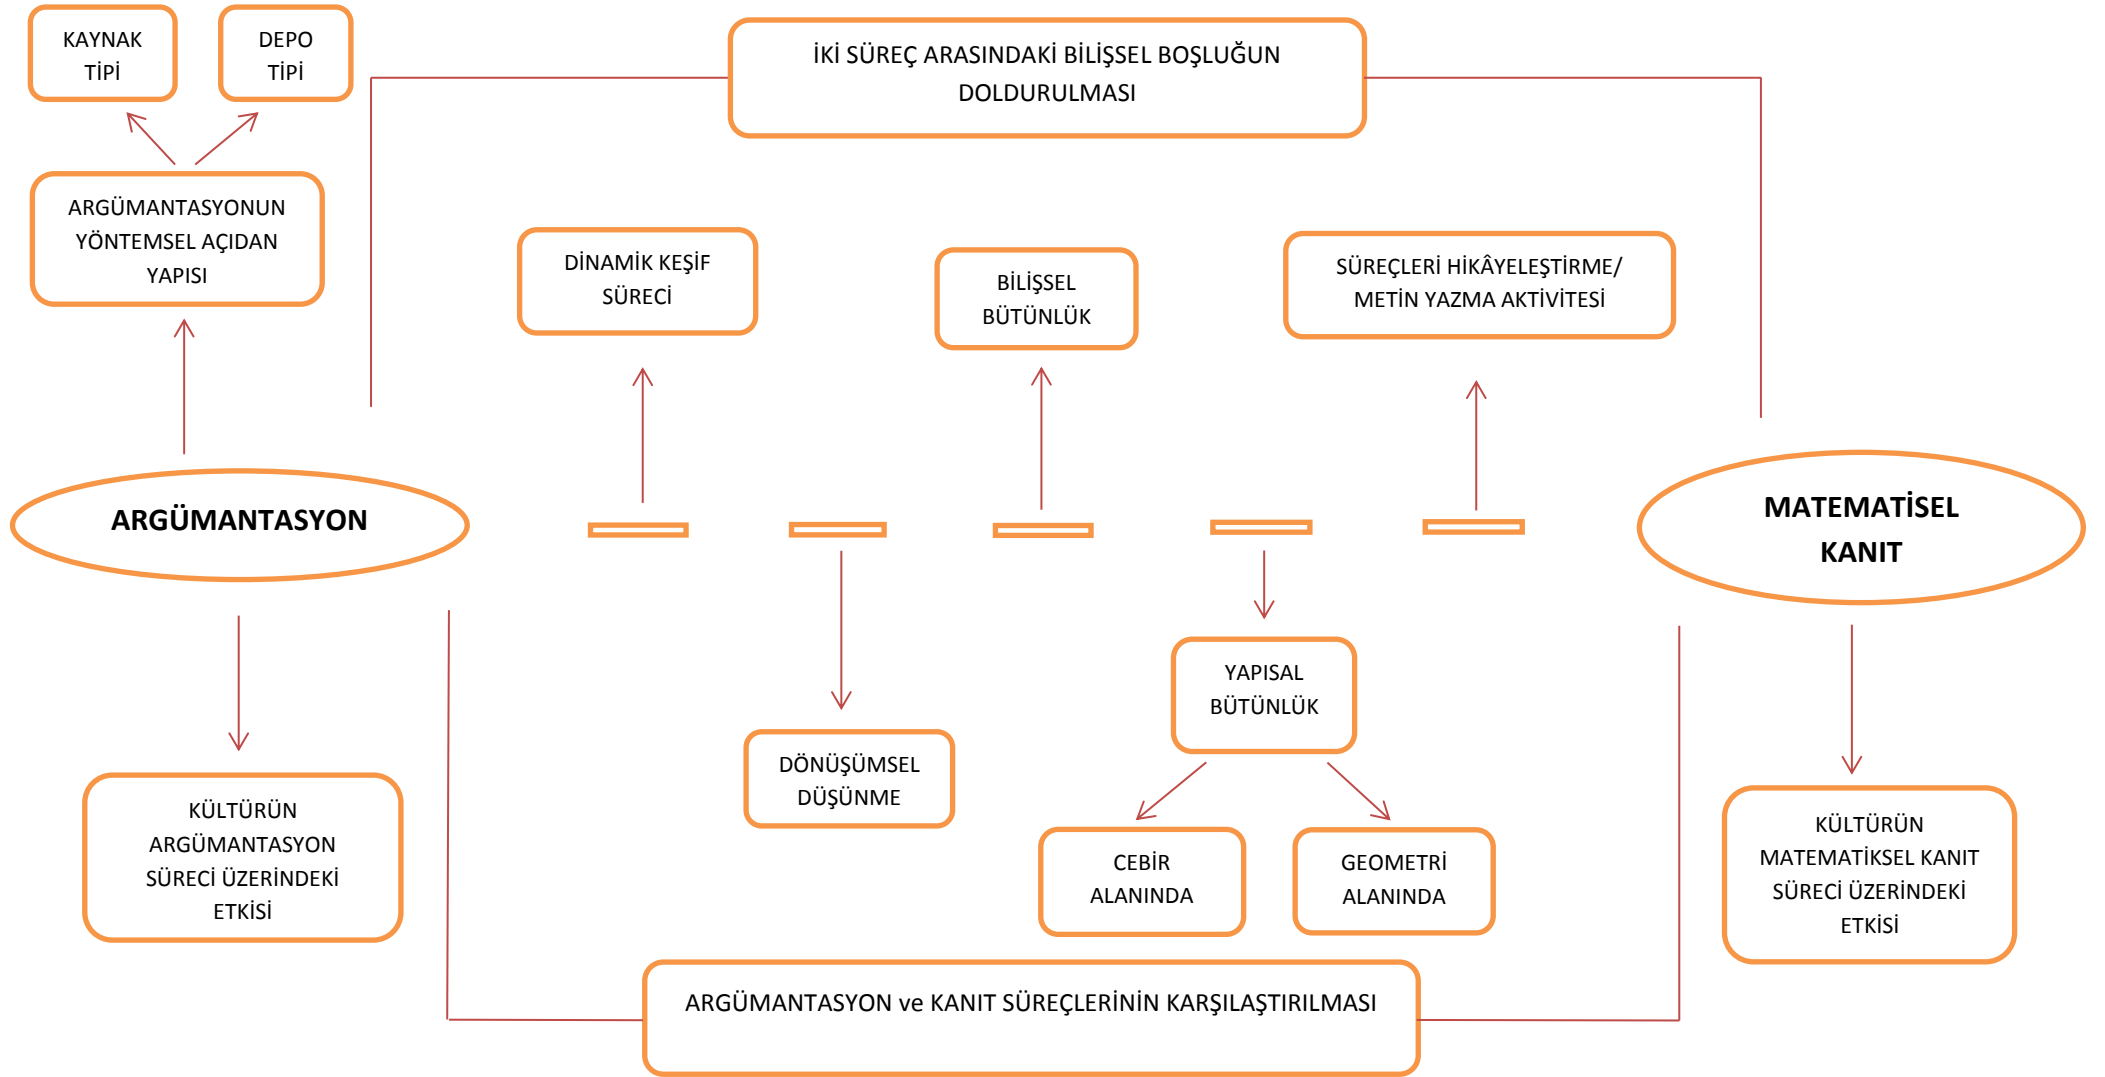 KAYNAK
TİPİ
DEPO
TİPİ
İKİ SÜREÇ ARASINDAKİ BİLİŞSEL BOŞLUĞUN
DOLDURULMASI
ARGÜMANTASYONUN
YÖNTEMSEL AÇIDAN
YAPISI
DİNAMİK KEŞİF
SÜRECİ
BİLİŞSEL
BÜTÜNLÜK
SÜREÇLERİ HİKÂYELEŞTİRME/
METİN YAZMA AKTİVİTESİ
ARGÜMANTASYON
MATEMATİSEL
KANIT
YAPISAL
BÜTÜNLÜK
DÖNÜŞÜMSEL
DÜŞÜNME
KÜLTÜRÜN
ARGÜMANTASYON
SÜRECİ ÜZERİNDEKİ
ETKİSİ
CEBİR
ALANINDA
GEOMETRİ
ALANINDA
KÜLTÜRÜN
MATEMATİKSEL KANIT
SÜRECİ ÜZERİNDEKİ
ETKİSİ
ARGÜMANTASYON ve KANIT SÜREÇLERİNİN KARŞILAŞTIRILMASI